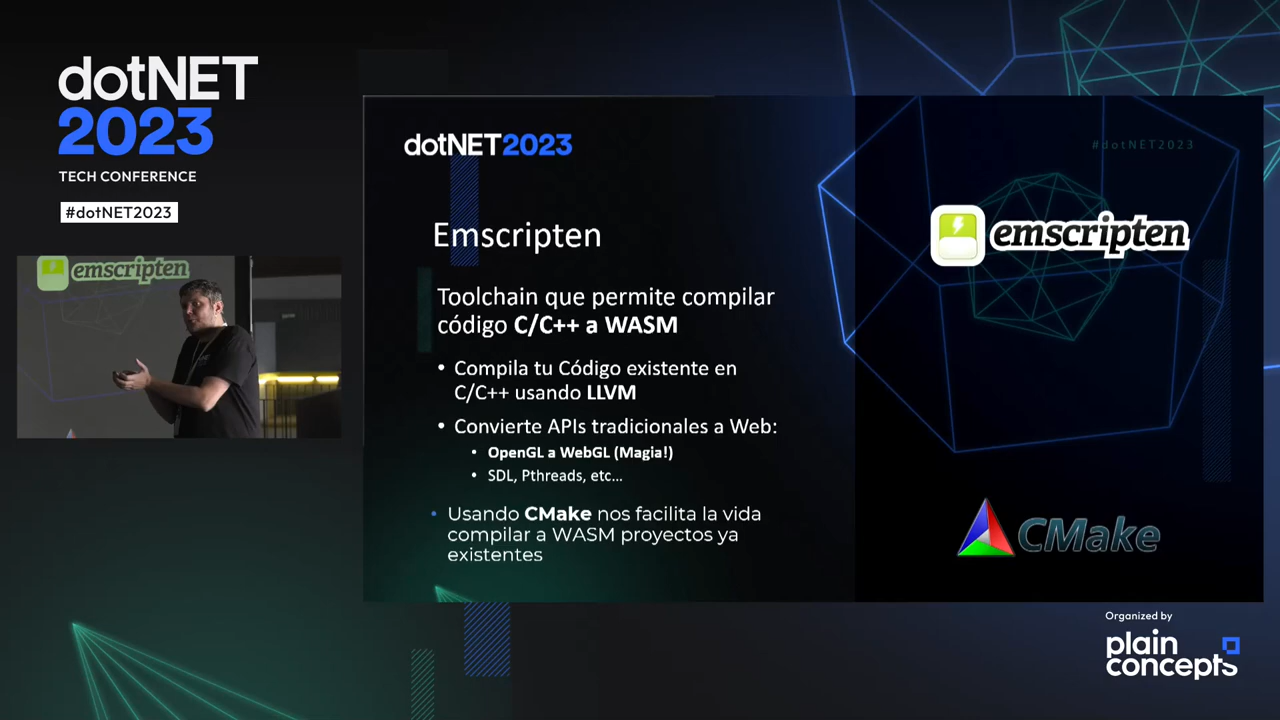 dotNET
2023
TECH CONFERENCE
#dotNET2023
emscripten
dotNET2023
#dotNET2023
Emscripten
emscripten
Toolchain que permite compilar
código C/C++ a WASM
• Compila tu Código existente en
C/C++ usando LLVM
• Convierte APIs tradicionales a Web:
• OpenGL a WebGL (Magia!)
• SDL, Pthreads, etc...
• Usando CMake nos facilita la vida
compilar a WASM proyectos ya
existentes
CMake
Organized by
plain
concepts